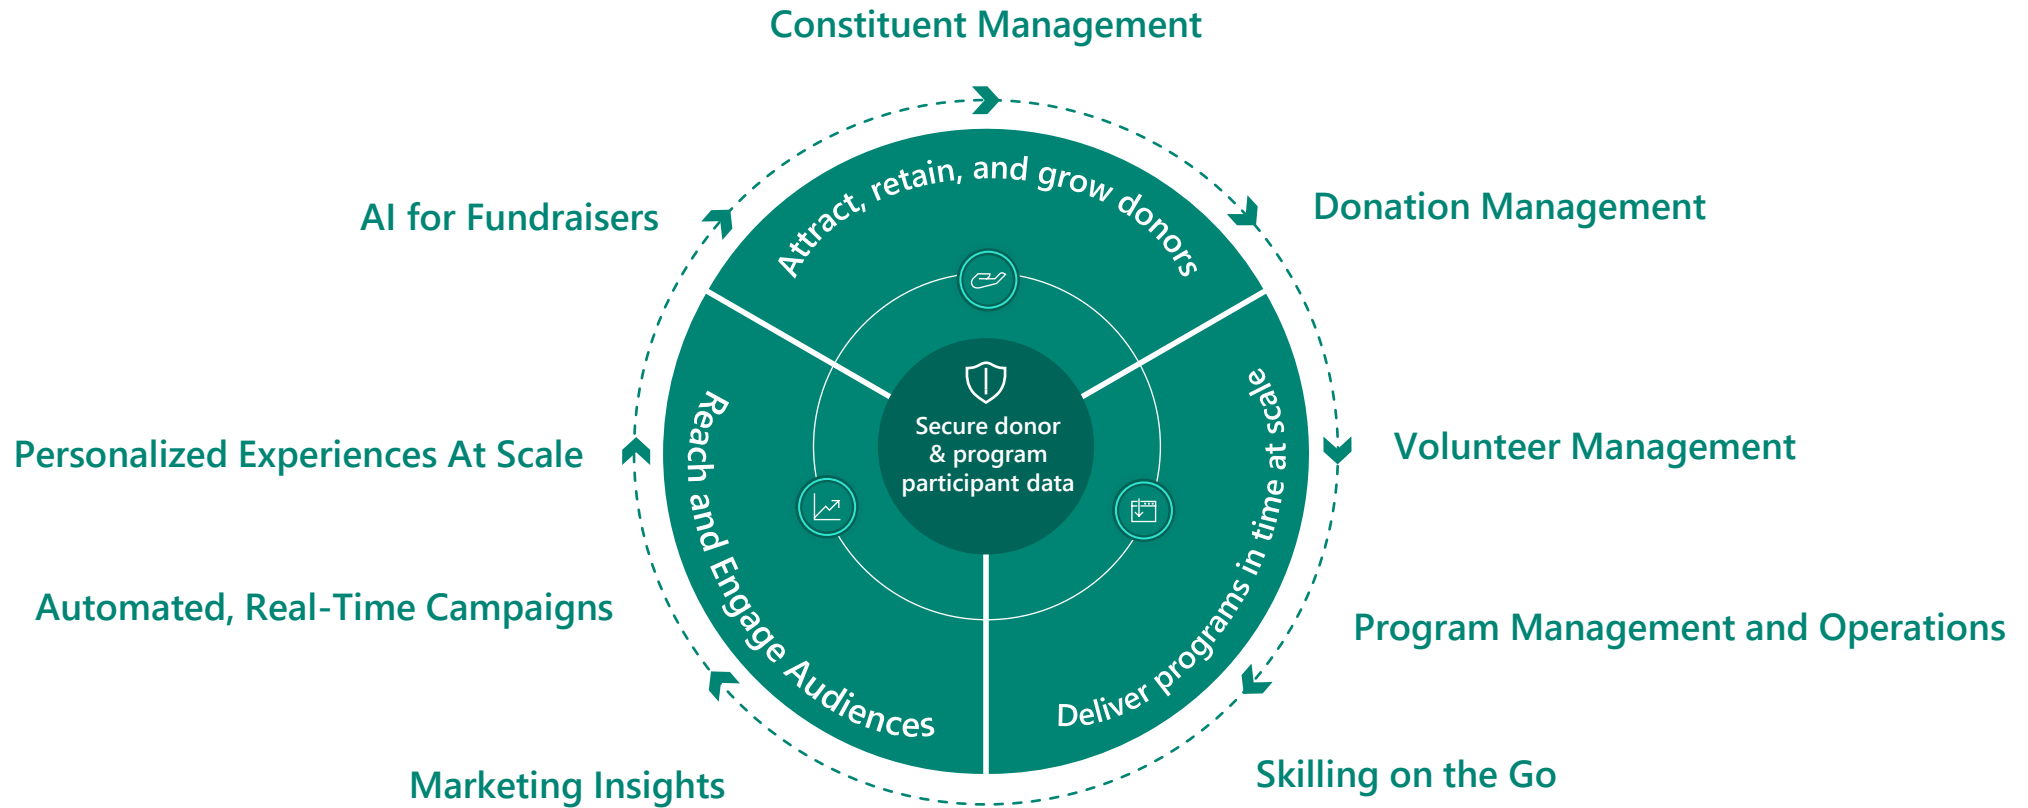 Constituent Management
AI for Fundraisers
Donation Management
Attract, retain, and grow donors
Personalized Experiences At Scale
Reach and Engage Audiences
Secure donor
& program
participant data
Deliver programs in time at scale
Volunteer Management
Automated, Real-Time Campaigns
Program Management and Operations
Marketing Insights
Skilling on the Go